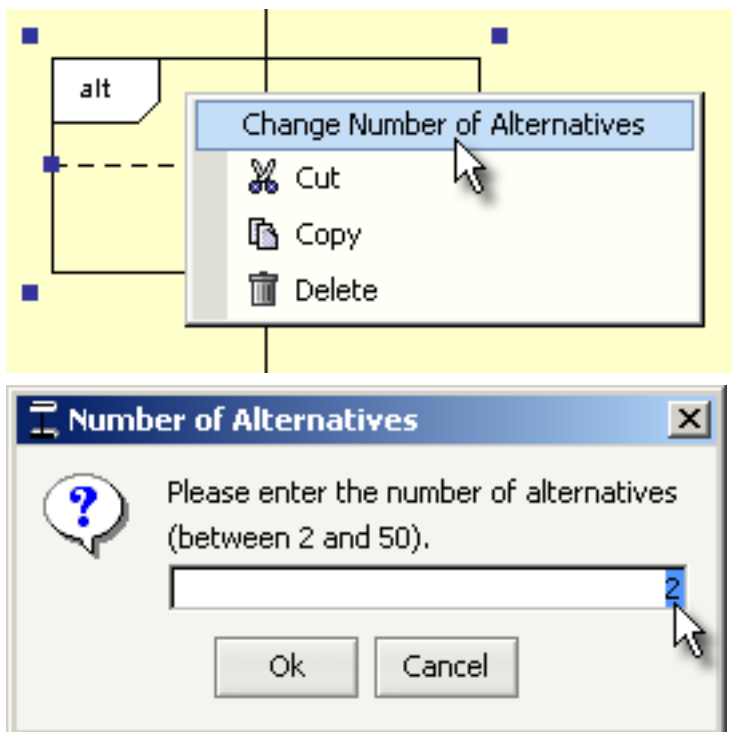 alt
Change Number of Alternatives
Cut
Copy
Delete
Number of Alternatives
?
Please enter the number of alternatives
(between 2 and 50).
2
Ok
Cancel